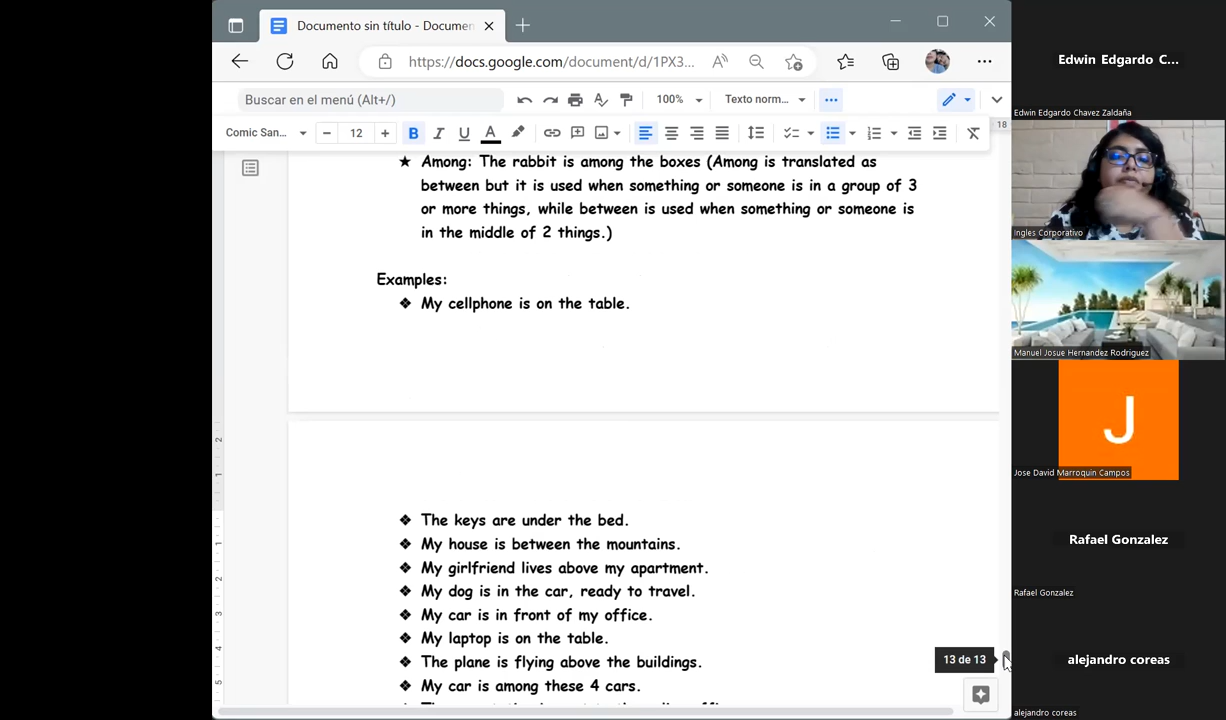 Documento sin título - Documen
https://docs.google.com/document/d/1PX3...
Buscar en el menú (Alt+/)
100%
Texto norm...
Comic San...
12
B
I
U
A
18
★ Among: The rabbit is among the boxes (Among is translated as
between but it is used when something or someone is in a group of 3
or more things, while between is used when something or someone is
in the middle of 2 things.)
Examples:
❖ My cellphone is on the table.
❖ The keys are under the bed.
❖ My house is between the mountains.
❖ My girlfriend lives above my apartment.
❖ My dog is in the car, ready to travel.
❖ My car is in front of my office.
❖ My laptop is on the table.
❖ The plane is flying above the buildings.
❖ My car is among these 4 cars.
13 de 13
2
1
1
2
3
4
5
Edwin Edgardo C...
Edwin Edgardo Chavez Zaldaña
Ingles Corporativo
Manuel Josue Hernandez Rodriguez
J
Jose David Marroquin Campos
Rafael Gonzalez
Rafael Gonzalez
alejandro coreas
alejandro coreas